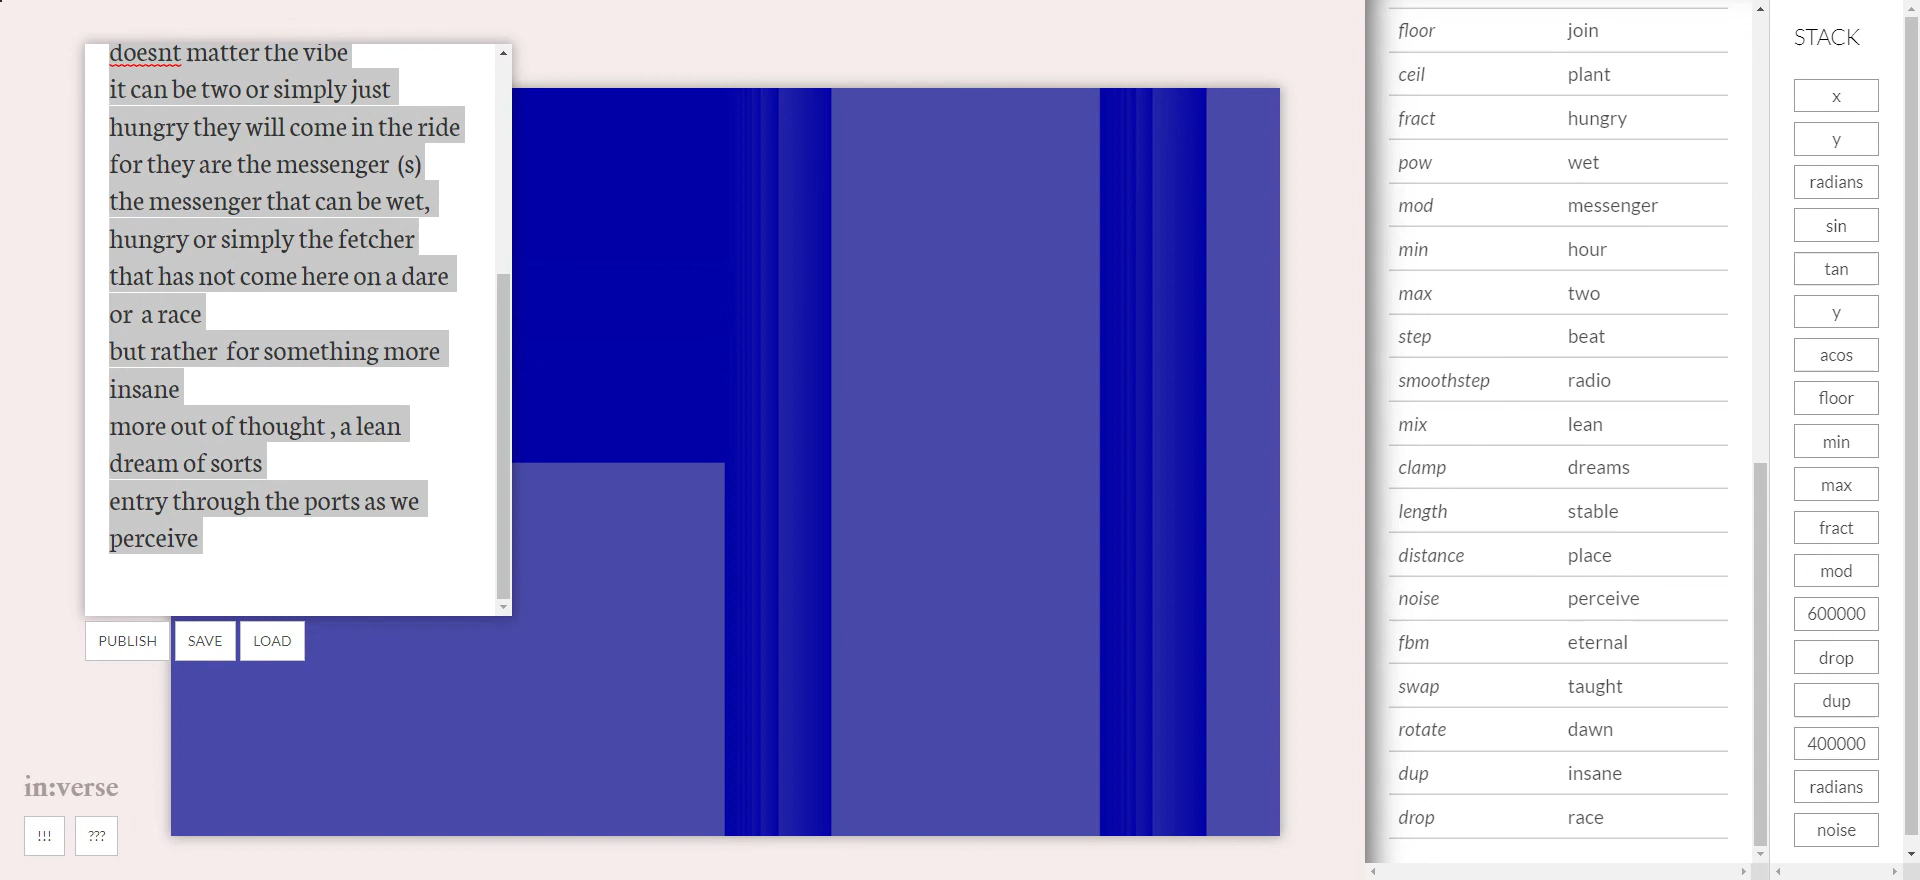 doesnt matter the vibe
it can be two or simply just
hungry they will come in the ride
for they are the messenger (s)
the messenger that can be wet,
hungry or simply the fetcher
that has not come here on a dare
or a race
but rather for something more
insane
more out of thought , a lean
dream of sorts
entry through the ports as we
perceive
PUBLISH SAVE LOAD
in:verse
!!! ???
floor join
ceil plant
fract hungry
pow wet
mod messenger
min hour
max two
step beat
smoothstep radio
mix lean
clamp dreams
length stable
distance place
noise perceive
fbm eternal
swap taught
rotate dawn
dup insane
drop race
STACK
x
y
radians
sin
tan
y
acos
floor
min
max
fract
mod
600000
drop
dup
400000
radians
noise